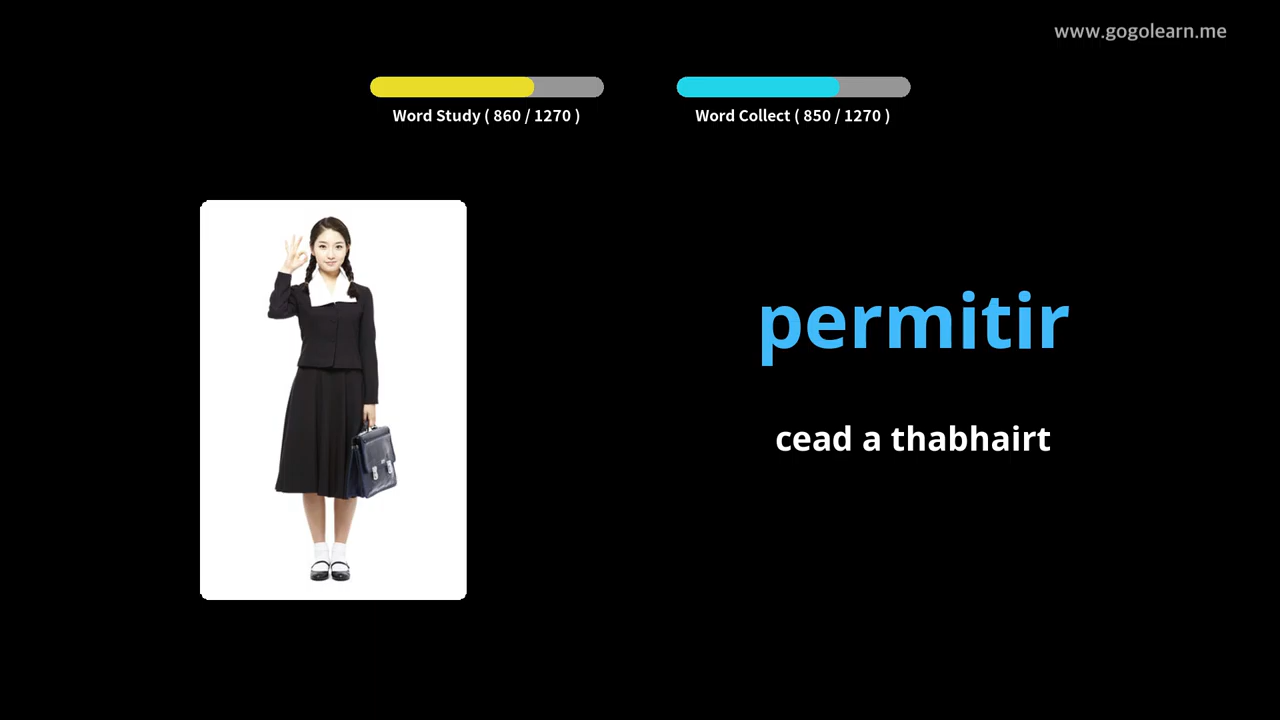 www.gogolearn.me
Word Study ( 860 / 1270 )
Word Collect ( 850 / 1270 )
permitir
cead a thabhairt